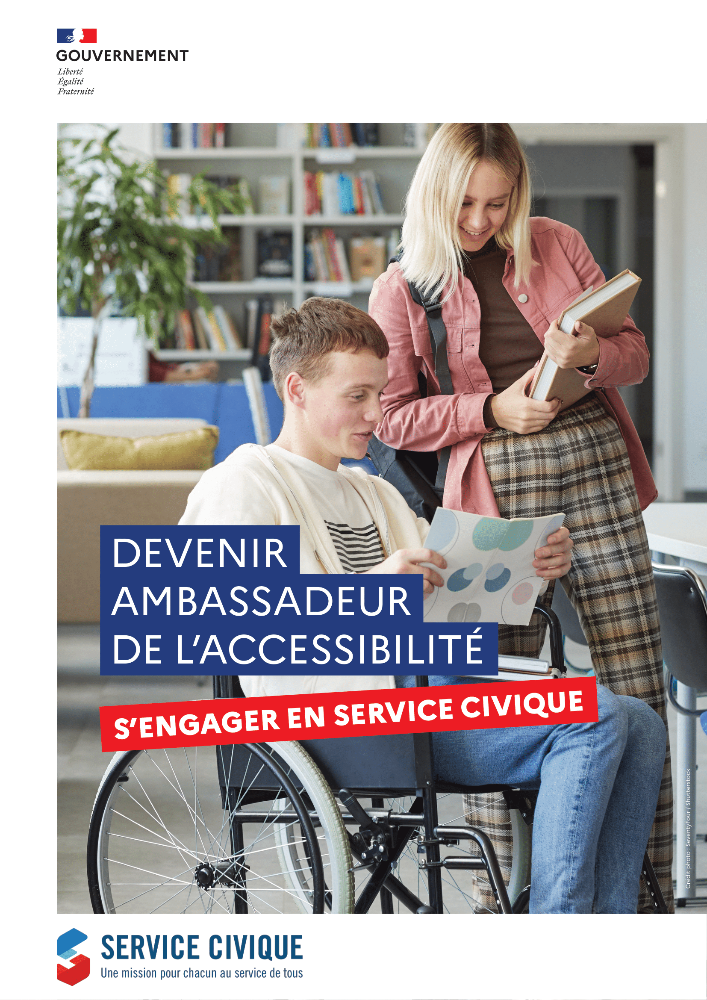 GOUVERNEMENT
Liberté
Égalité
Fraternité
DEVENIR
AMBASSADEUR
DE L’ACCESSIBILITÉ
S’ENGAGER EN SERVICE CIVIQUE
Crédit photo : SeventyFour / Shutterstock
SERVICE CIVIQUE
Une mission pour chacun au service de tous